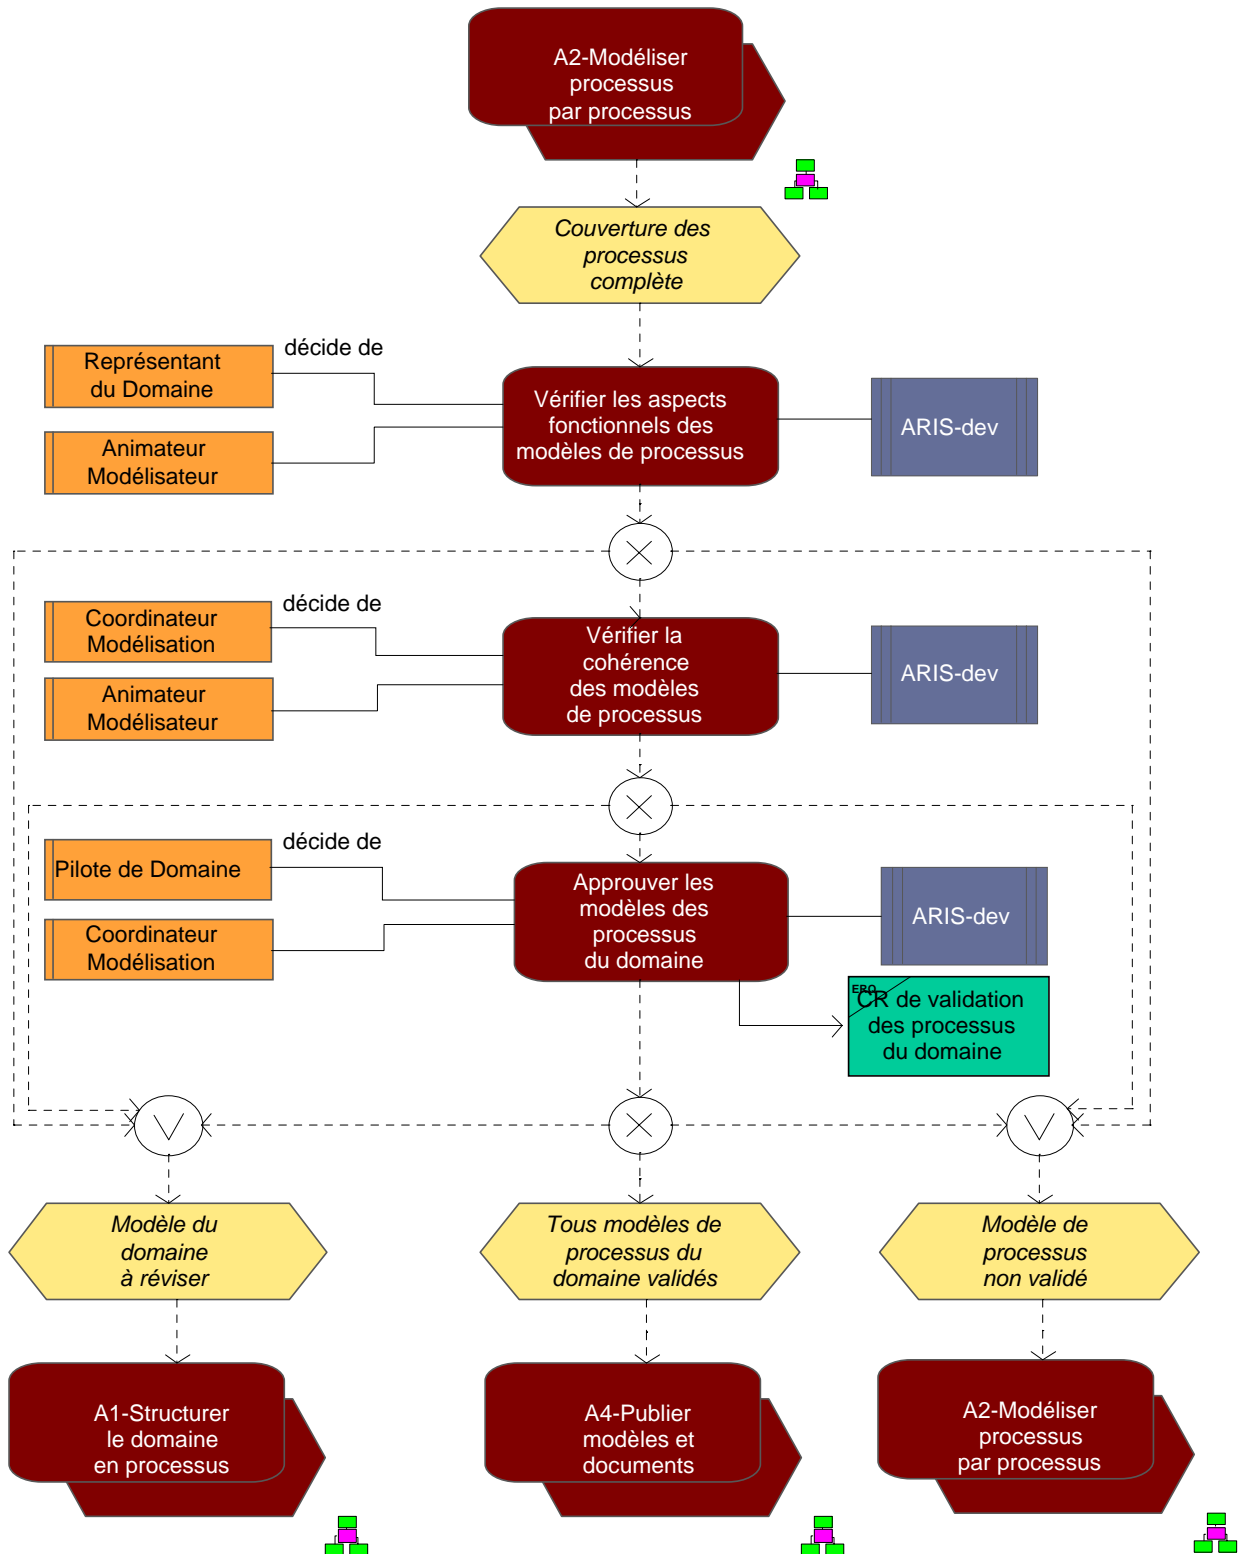 A2-Modéliser
processus
par processus
Couverture des
processus
complète
décide de
Représentant
du Domaine
Vérifier les aspects
fonctionnels des
modèles de processus
ARIS-dev
Animateur
Modélisateur
décide de
Coordinateur
Modélisation
Vérifier la
cohérence
des modèles
de processus
ARIS-dev
Animateur
Modélisateur
décide de
Pilote de Domaine
Approuver les
modèles des
processus
du domaine
ARIS-dev
Coordinateur
Modélisation
ERO
CR de validation
des processus
du domaine
Modèle du
domaine
à réviser
Tous modèles de
processus du
domaine validés
Modèle de
processus
non validé
A1-Structurer
le domaine
en processus
A4-Publier
modèles et
documents
A2-Modéliser
processus
par processus